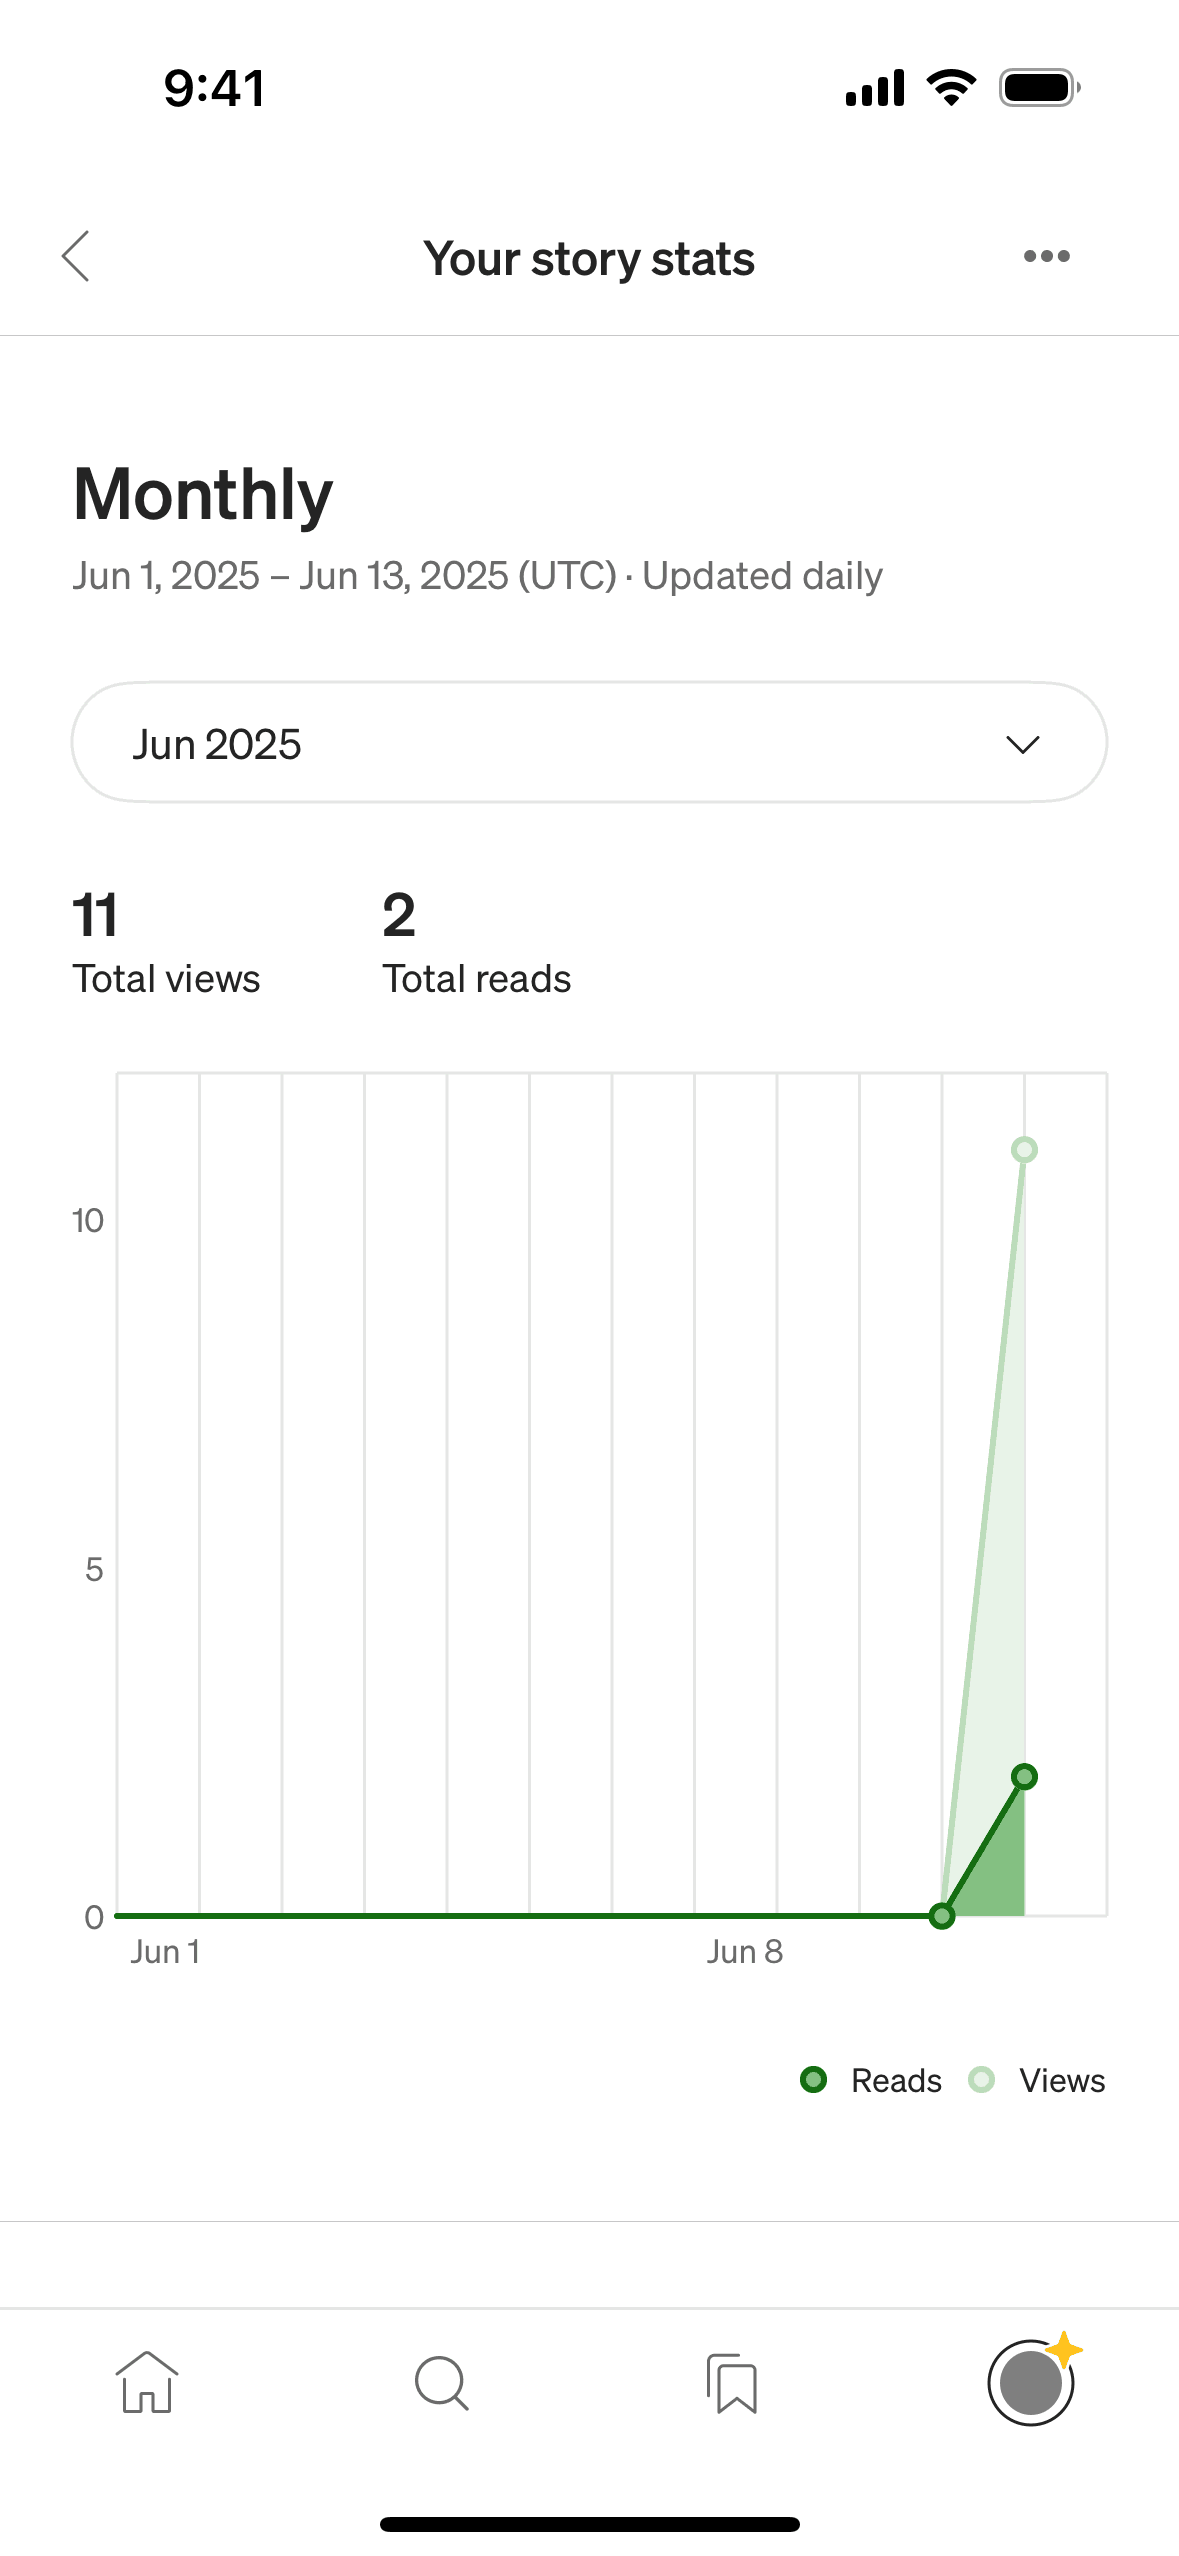 9:41
Your story stats
Monthly
Jun 1, 2025 – Jun 13, 2025 (UTC) · Updated daily
Jun 2025
11 2
Total views Total reads
10
5
0
Jun 1 Jun 8
Reads Views